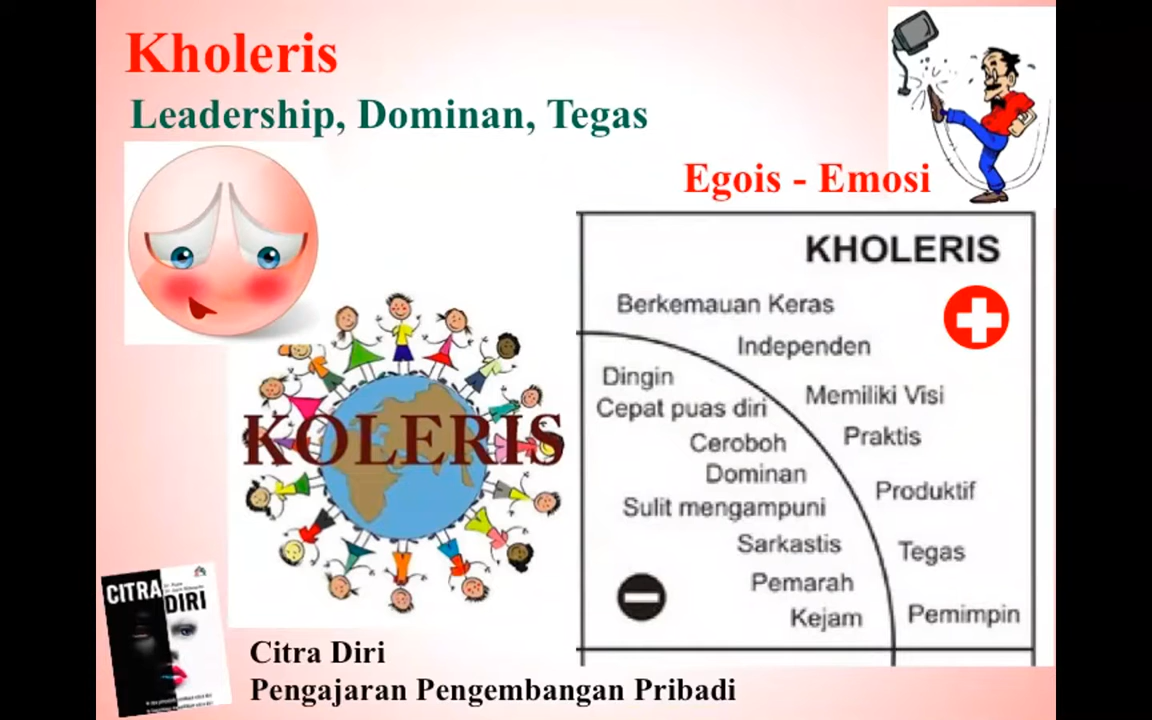 Kholeris
Leadership, Dominan, Tegas
Egois - Emosi
KHOLERIS
Berkemauan Keras
Independen
Dingin
Memiliki Visi
Cepat puas diri
Praktis
Ceroboh
Dominan
Produktif
Sulit mengampuni
Sarkastis
Tegas
Pemarah
Kejam
Pemimpin
KOLERIS
CITRA
DIRI
Citra Diri
Pengajaran Pengembangan Pribadi